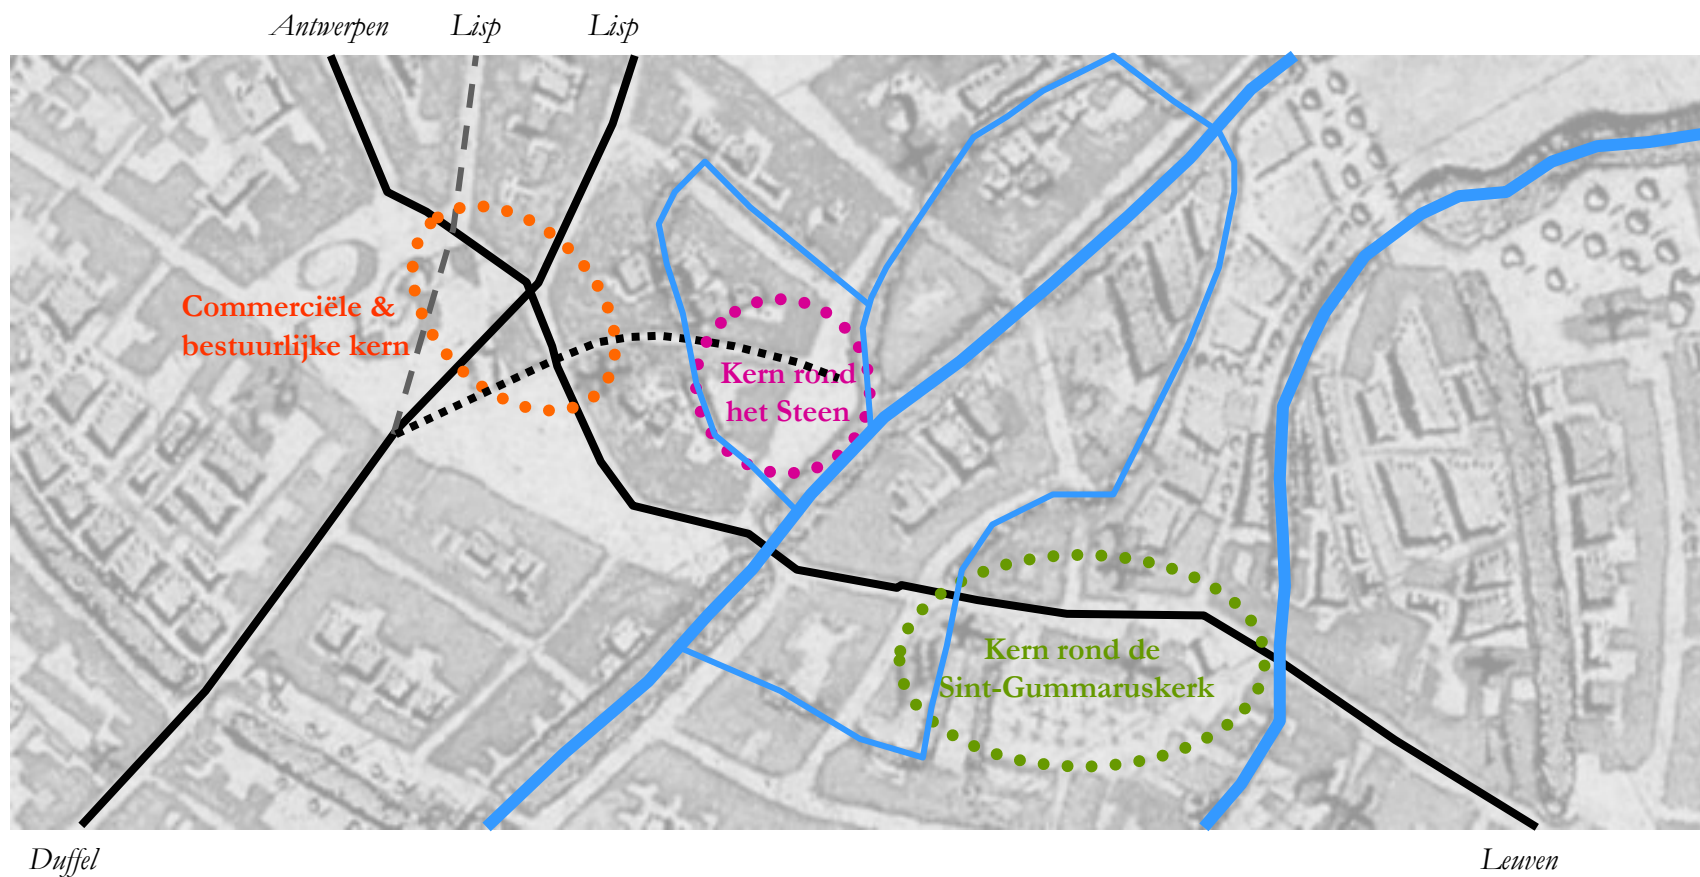 Antwerpen
Lisp
Lisp
Commerciële &
bestuurlijke kern
Kern rond
het Steen
Kern rond de
Sint-Gummaruskerk
Duffel
Leuven